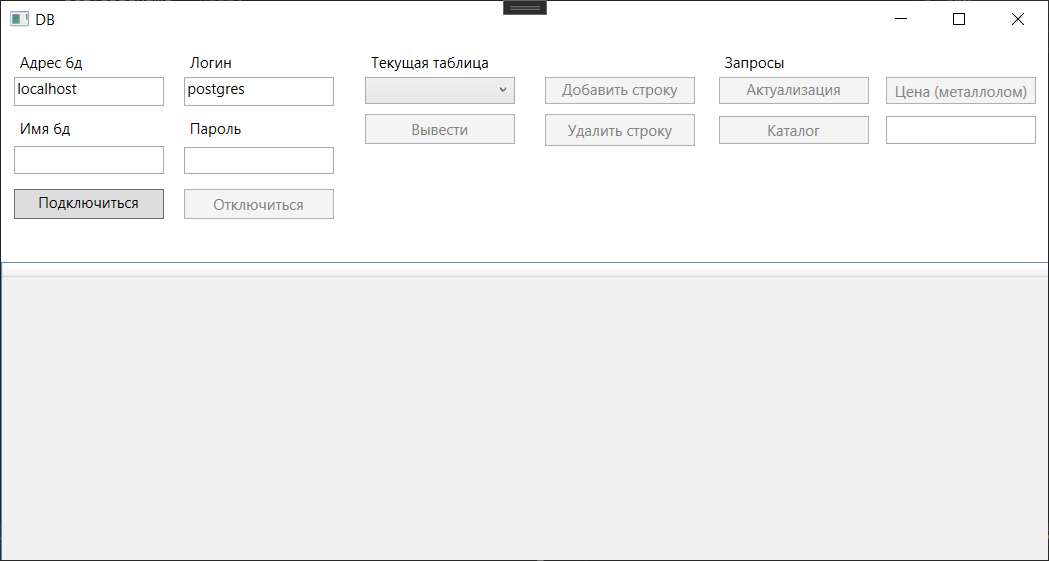 DB
Адрес бд
Логин
Текущая таблица
Запросы
localhost
postgres
Добавить строку
Актуализация
Цена (металлолом)
Имя бд
Пароль
Вывести
Удалить строку
Каталог
Подключиться
Отключиться